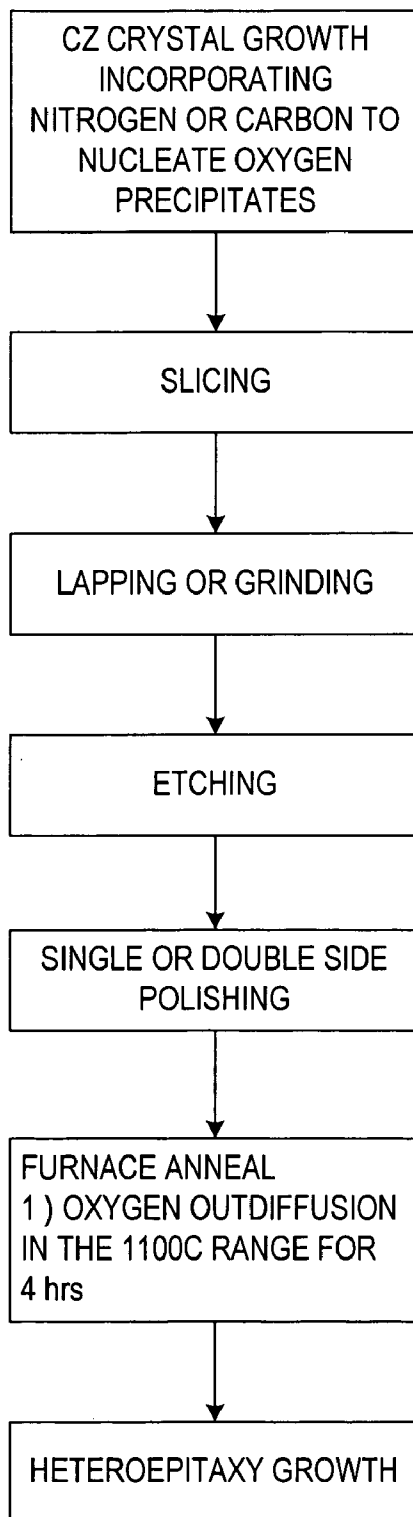 CZ CRYSTAL GROWTH
INCORPORATING
NITROGEN OR CARBON TO
NUCLEATE OXYGEN
PRECIPITATES
SLICING
LAPPING OR GRINDING
ETCHING
SINGLE OR DOUBLE SIDE
POLISHING
FURNACE ANNEAL
1 ) OXYGEN OUTDIFFUSION
IN THE 1100C RANGE FOR
4 hrs
HETEROEPITAXY GROWTH